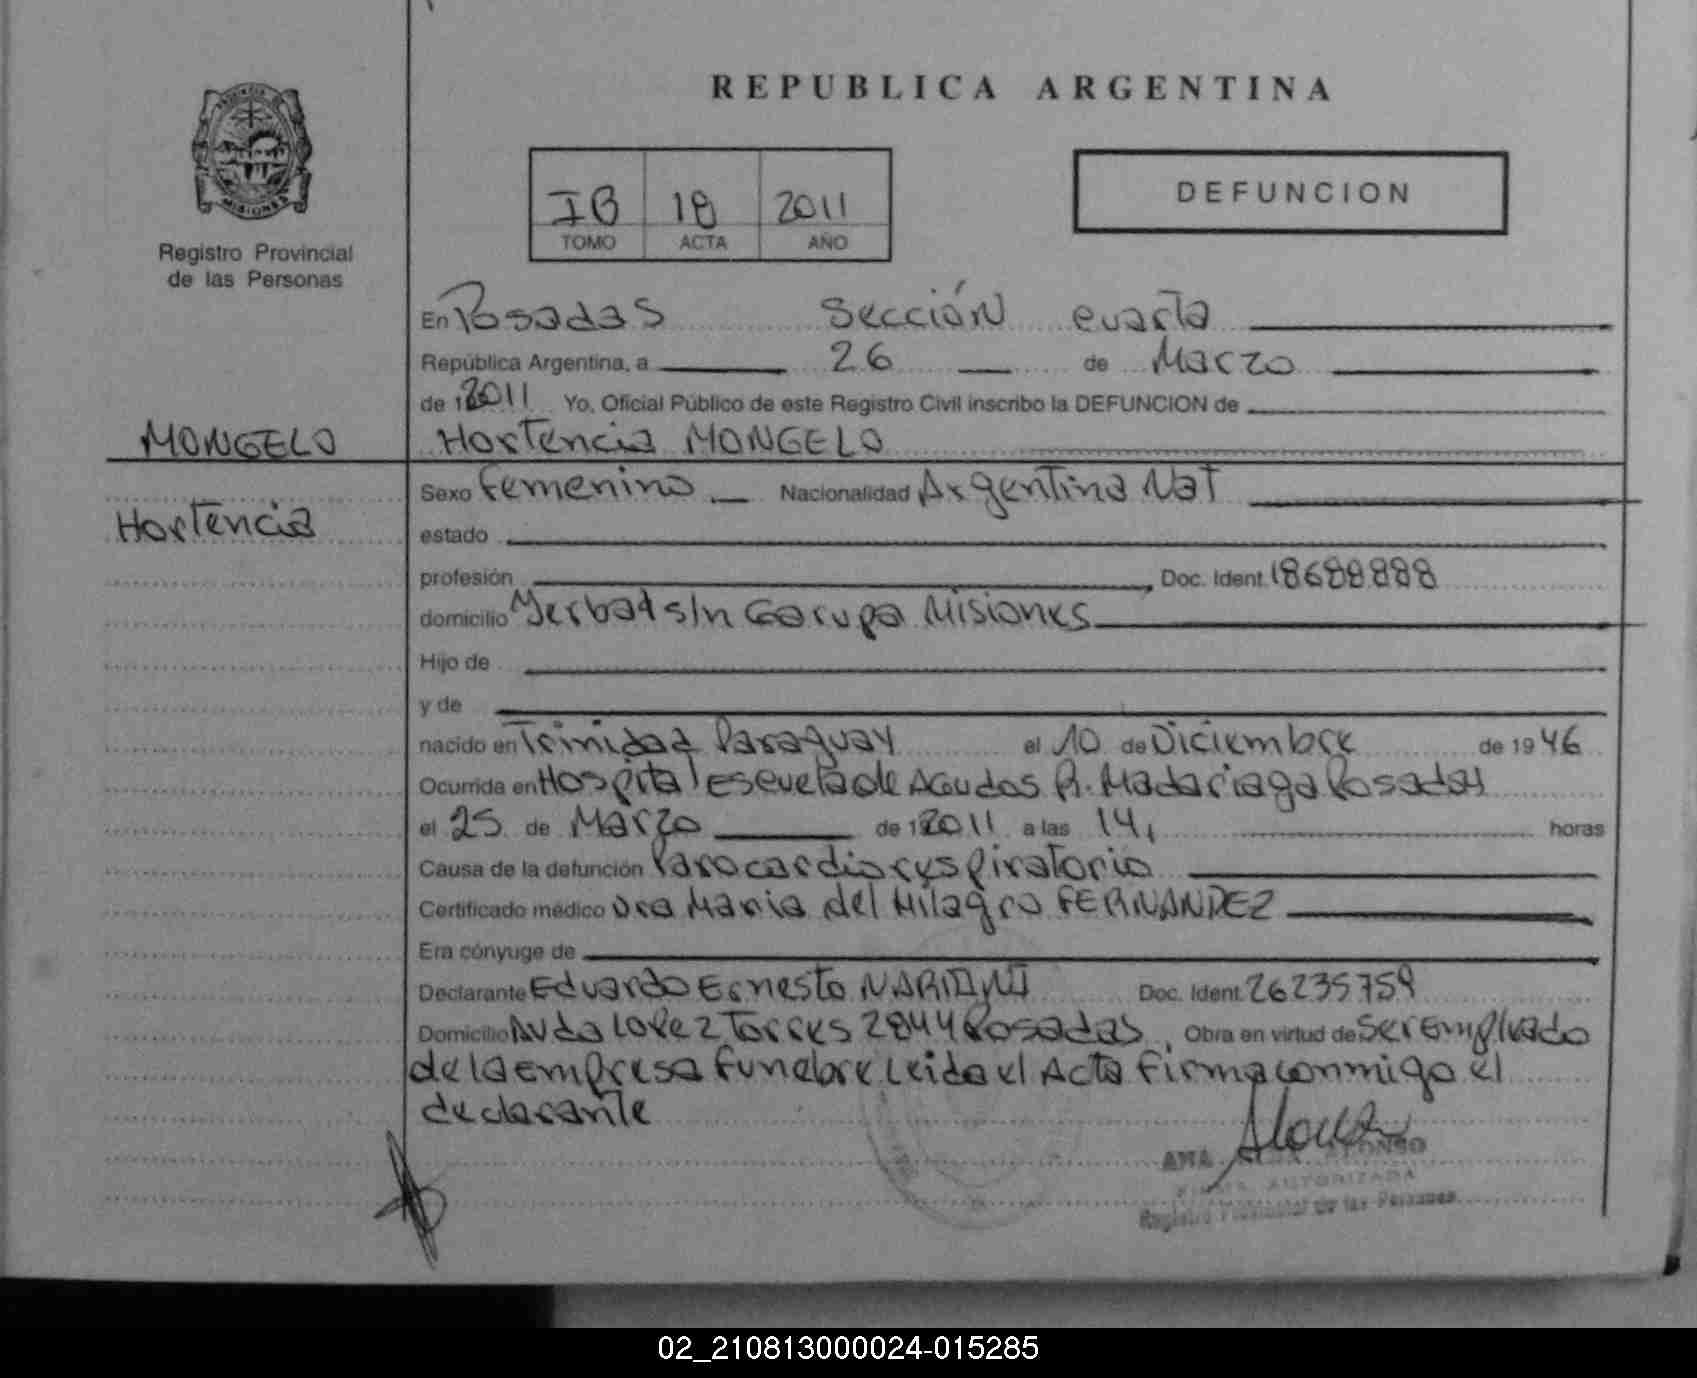 REPUBLICA ARGENTINA
MISIONES
Registro Provincial
de las Personas
IB 18 2011
TOMO ACTA AÑO
DEFUNCION
En Posadas Sección cuarta
República Argentina, a 26 de Marzo
de 2011 Yo, Oficial Público de este Registro Civil inscribo la DEFUNCION de
MONGELO
Hortencia MONGELO
Hortencia
Sexo Femenino Nacionalidad Argentina Nat
estado
profesión Doc. Ident. 18688.888
domicilio s/n Garupa Misiones
Hijo de
y de
nacido en Trinidad Paraguay el 10 de Diciembre de 1946
Ocurrida en Hospital Escuela de Agudos R. Madariaga Posadas
el 25 de Marzo de 2011 a las 14, horas
Causa de la defunción Parocardiorespiratorio
Certificado médico Dra Maria del Milagro FERNANDEZ
Era cónyuge de
Declarante Eduardo Ernesto Doc. Ident. 26235759
Domicilio Avda Lopez Torres 2844 Posadas, Obra en virtud de ser empleado
de la empresa funebre Leida el Acta firma conmigo el
declarante
ANA ALFONSO
FIRMA AUTORIZADA
Registro Provincial de las Personas
02_210813000024-015285